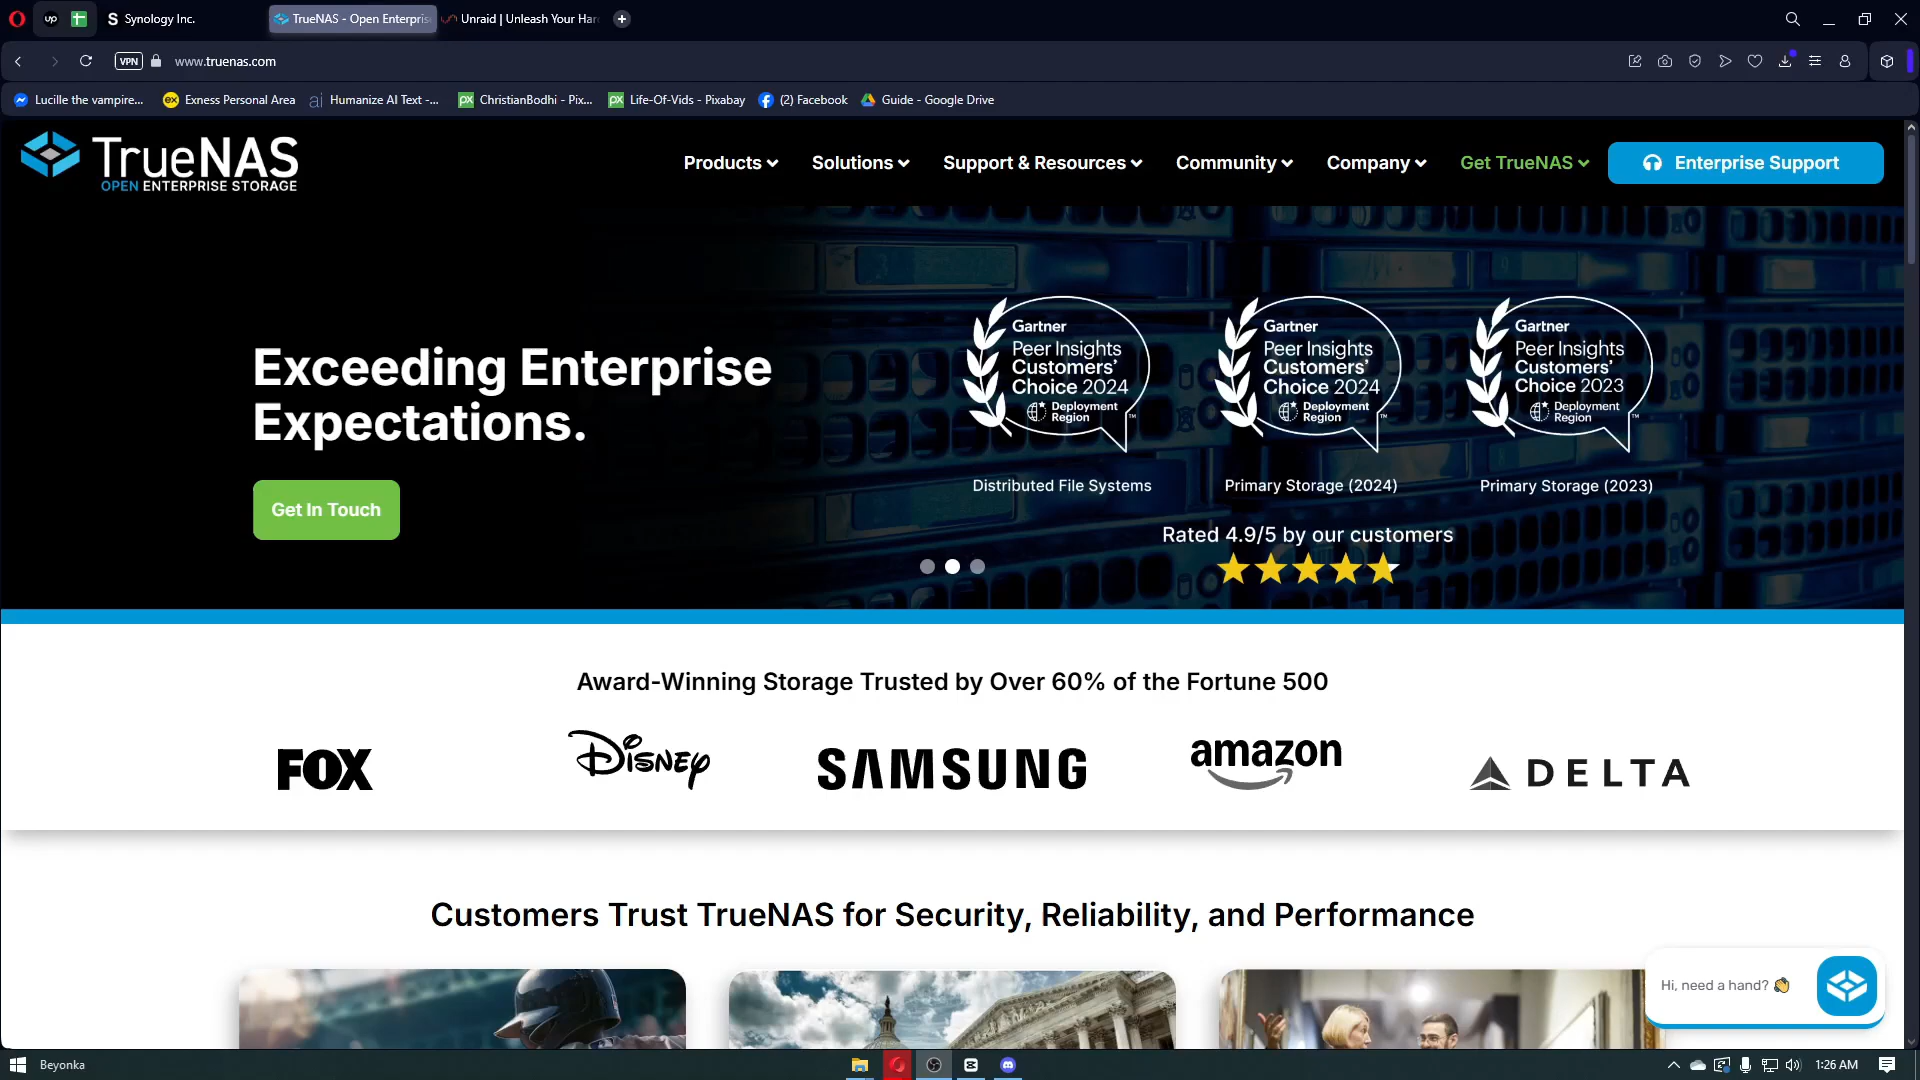 Synology Inc.
TrueNAS - Open Enterpris
Unraid | Unleash Your Har
VPN
www.truenas.com
Lucille the vampire...
Exness Personal Area
Humanize AI Text -...
ChristianBodhi - Pix...
Life-Of-Vids - Pixabay
(2) Facebook
Guide - Google Drive
TrueNAS
OPEN ENTERPRISE STORAGE
Products
Solutions
Support & Resources
Community
Company
Get TrueNAS
Enterprise Support
Exceeding Enterprise
Expectations.
Get In Touch
Gartner
Peer Insights
Customers'
Choice 2024
Deployment
Region
TM
Distributed File Systems
Gartner
Peer Insights
Customers'
Choice 2024
Deployment
Region
TM
Primary Storage (2024)
Gartner
Peer Insights
Customers'
Choice 2023
Deployment
Region
TM
Primary Storage (2023)
Rated 4.9/5 by our customers
Award-Winning Storage Trusted by Over 60% of the Fortune 500
FOX
Disney
SAMSUNG
amazon
DELTA
Customers Trust TrueNAS for Security, Reliability, and Performance
Hi, need a hand? 👏
Beyonka
1:26 AM